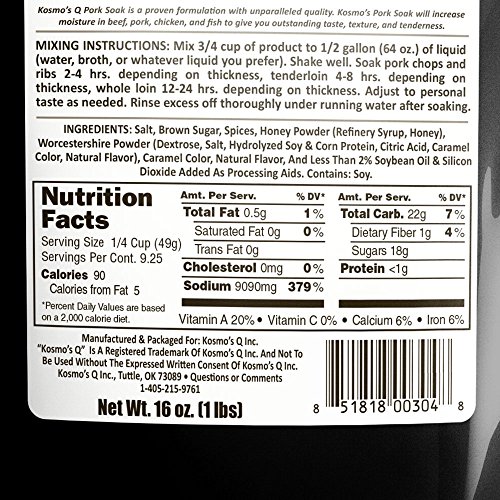 Kosmo's Q Pork Soak is a proven formulation with unparalleled quality. Kosmo's Pork Soak will increase
moisture in beef, pork, chicken, and fish to give you outstanding taste, texture, and tenderness.
MIXING INSTRUCTIONS: Mix 3/4 cup of product to 1/2 gallon (64 oz.) of liquid
(water, broth, or whatever liquid you prefer). Shake well. Soak pork chops and
ribs 2-4 hrs. depending on thickness, tenderloin 4-8 hrs. depending on
thickness, whole loin 12-24 hrs. depending on thickness. Adjust to personal
taste as needed. Rinse excess off thoroughly under running water after soaking.
INGREDIENTS: Salt, Brown Sugar, Spices, Honey Powder (Refinery Syrup, Honey),
Worcestershire Powder (Dextrose, Salt, Hydrolyzed Soy & Corn Protein, Citric Acid, Caramel
Color, Natural Flavor), Caramel Color, Natural Flavor, And Less Than 2% Soybean Oil & Silicon
Dioxide Added As Processing Aids. Contains: Soy.
Nutrition
Facts
Serving Size 1/4 Cup (49g)
Servings Per Cont. 9.25
Calories 90
Calories from Fat 5
*Percent Daily Values are based
on a 2,000 calorie diet.
Amt. Per Serv. % DV*
Total Fat 0.5g 1%
Saturated Fat 0g 0%
Trans Fat 0g
Cholesterol 0mg 0%
Sodium 9090mg 379%
Amt. Per Serv. % DV*
Total Carb. 22g 7%
Dietary Fiber 1g 4%
Sugars 18g
Protein <1g
Vitamin A 20% • Vitamin C 0% • Calcium 6% • Iron 6%
Manufactured & Packaged For: Kosmo's Q Inc.
"Kosmo's Q" Is A Registered Trademark Of Kosmo's Q Inc. And Not To
Be Used Without The Expressed Written Consent Of Kosmo's Q Inc.
Kosmo's Q Inc., Tuttle, OK 73089 • Questions or Comments
1-405-215-9761
Net Wt. 16 oz. (1 lbs)
8 51818 00304 8